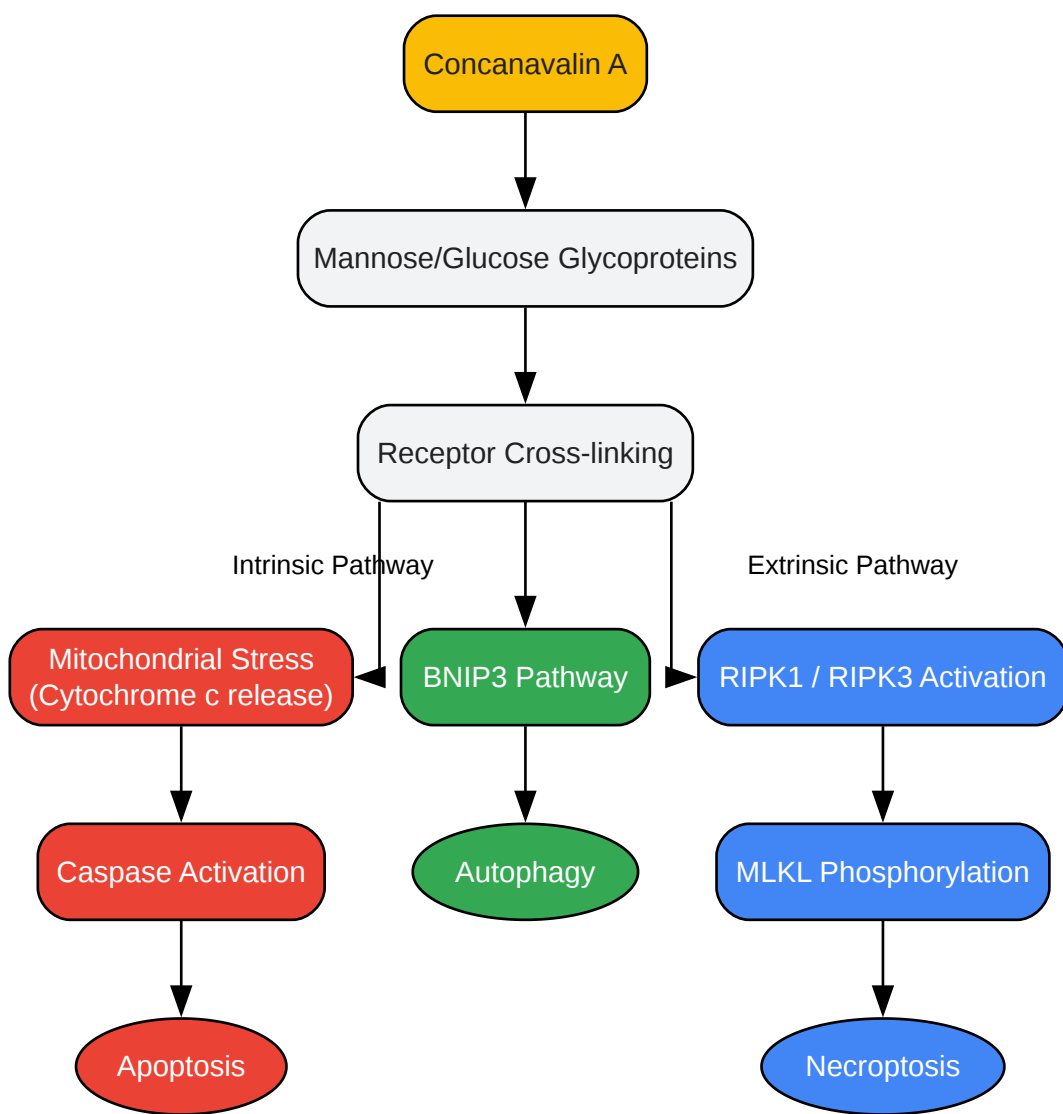 Concanavalin A
Mannose/Glucose Glycoproteins
Receptor Cross-linking
Intrinsic Pathway
Extrinsic Pathway
Mitochondrial Stress
(Cytochrome c release)
BNIP3 Pathway
RIPK1 / RIPK3 Activation
Caspase Activation
Autophagy
MLKL Phosphorylation
Apoptosis
Necroptosis